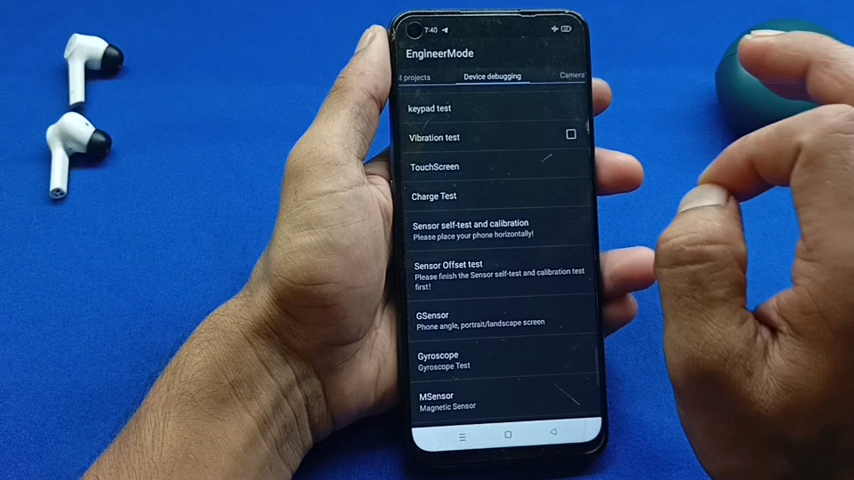 7:40
EngineerMode
t projects Device debugging Camera
keypad test
Vibration test
TouchScreen
Charge Test
Sensor self-test and calibration
Please place your phone horizontally!
Sensor Offset test
Please finish the Sensor self-test and calibration test
first!
GSensor
Phone angle, portrait/landscape screen
Gyroscope
Gyroscope Test
MSensor
Magnetic Sensor